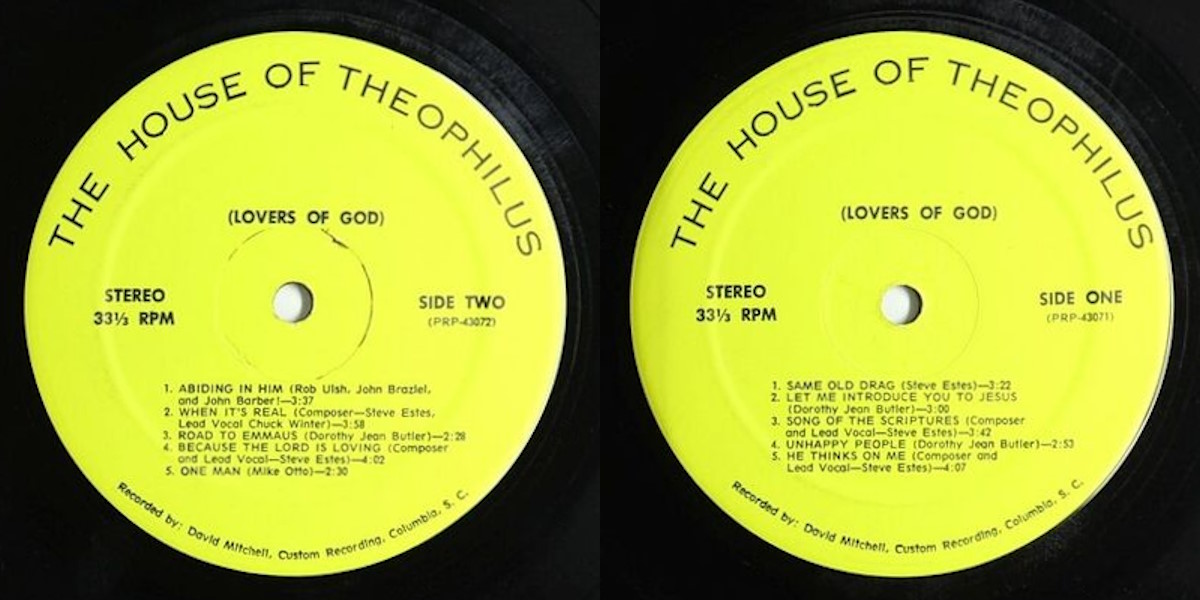 THE HOUSE OF THEOPHILUS
(LOVERS OF GOD)
STEREO
33⅓ RPM
SIDE TWO
(PRP-43072)
1. ABIDING IN HIM (Rob Ulsh, John Braziel,
and John Barber)—3:37
2. WHEN IT'S REAL (Composer—Steve Estes,
Lead Vocal Chuck Winter)—3:58
3. ROAD TO EMMAUS (Dorothy Jean Butler)—2:28
4. BECAUSE THE LORD IS LOVING (Composer
and Lead Vocal—Steve Estes)—4:02
5. ONE MAN (Mike Otto)—2:30
Recorded by: David Mitchell, Custom Recording, Columbia, S. C.
THE HOUSE OF THEOPHILUS
(LOVERS OF GOD)
STEREO
33⅓ RPM
SIDE ONE
(PRP-43071)
1. SAME OLD DRAG (Steve Estes)—3:22
2. LET ME INTRODUCE YOU TO JESUS
(Dorothy Jean Butler)—3:00
3. SONG OF THE SCRIPTURES (Composer
and Lead Vocal—Steve Estes)—3:42
4. UNHAPPY PEOPLE (Dorothy Jean Butler)—2:53
5. HE THINKS ON ME (Composer and
Lead Vocal—Steve Estes)—4:07
Recorded by: David Mitchell, Custom Recording, Columbia, S. C.